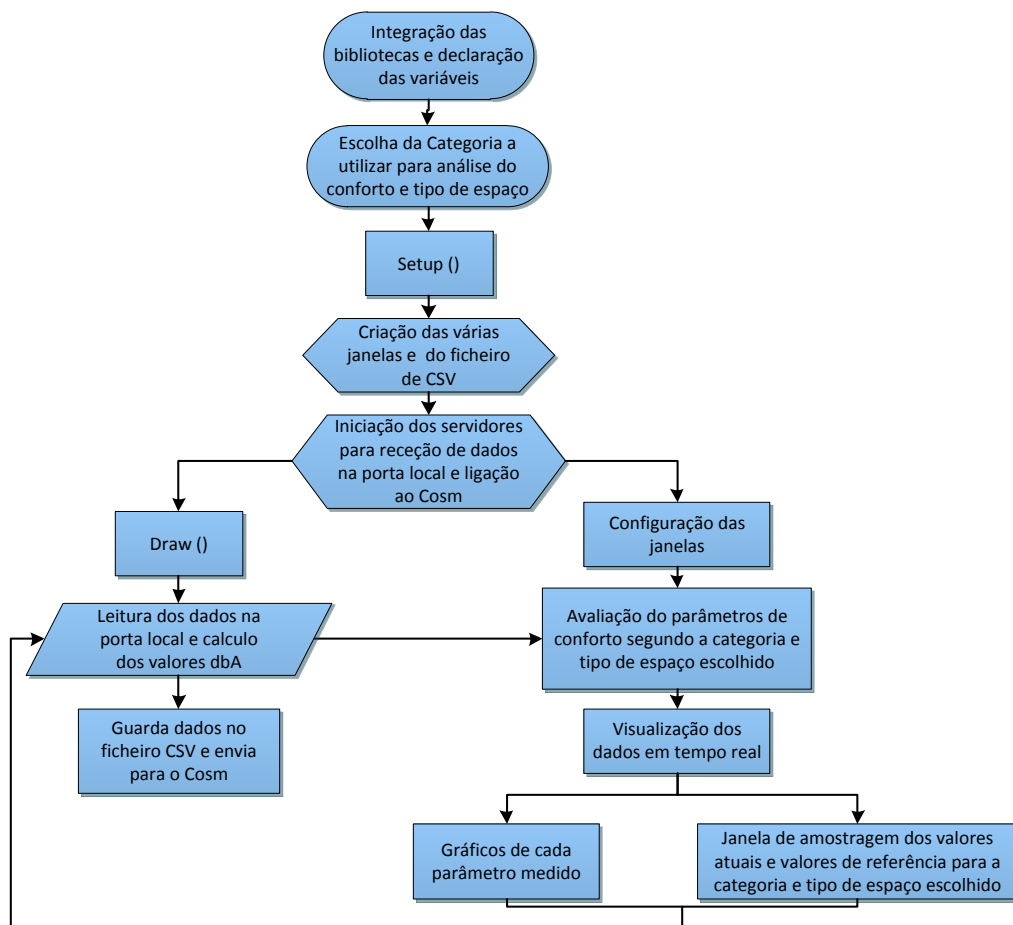 Integração das
bibliotecas e declaração
das variáveis
Escolha da Categoria a
utilizar para análise do
conforto e tipo de espaço
Setup ()
Criação das várias
janelas e  do ficheiro
de CSV
Iniciação dos servidores
para receção de dados
na porta local e ligação
ao Cosm
Draw ()
Configuração das
janelas
Leitura dos dados na
porta local e calculo
dos valores dbA
Avaliação do parâmetros de
conforto segundo a categoria e
tipo de espaço escolhido
Guarda dados no
ficheiro CSV e envia
para o Cosm
Visualização dos
dados em tempo real
Gráficos de cada
parâmetro medido
Janela de amostragem dos valores
atuais e valores de referência para a
categoria e tipo de espaço escolhido